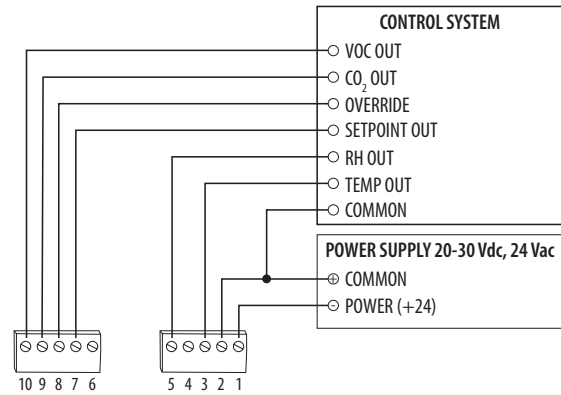 CONTROL SYSTEM
VOC OUT
CO₂ OUT
OVERRIDE
SETPOINT OUT
RH OUT
TEMP OUT
COMMON
POWER SUPPLY 20-30 Vdc, 24 Vac
+ COMMON
- POWER (+24)
10 9 8 7 6 5 4 3 2 1